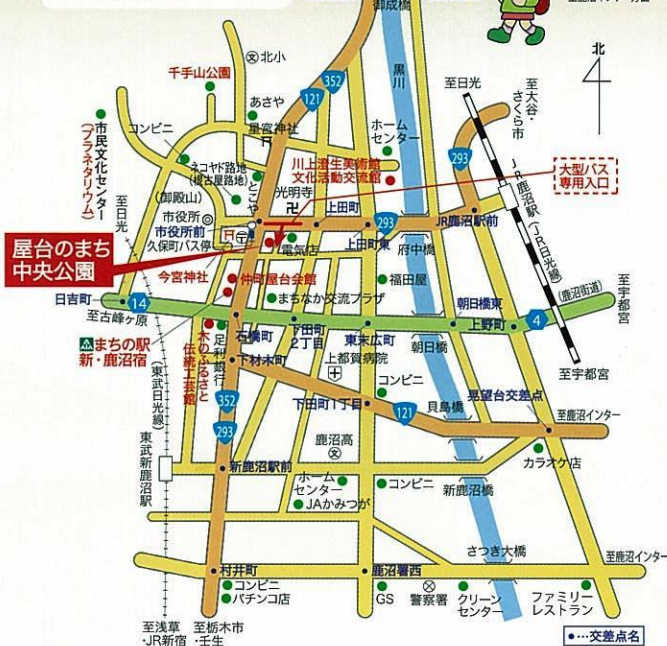 御成橋
北
黒川
至日光
至大谷・さくら市
北小
千手山公園
352
121
あさや
星宮神社
ホームセンター
コンビニ
市民文化センター
(プラネタリウム)
ネコヤド路地
(復古屋路地)
とこや
川上澄生美術館
文化活動交流館
大型バス
専用入口
293
JR鹿沼駅(JR日光線)
(御殿山)
光明寺
至日光
市役所
市役所前
久保町バス停
上田町
上田町東
293
JR鹿沼駅前
府中橋
電気店
屋台のまち
中央公園
今宮神社
仲町屋台会館
福田屋
至宇都宮
(鹿沼街道)
日吉町
14
まちなか交流プラザ
朝日橋東
至古峰ヶ原
石橋町
下田町
2丁目
東末広町
朝日橋
上野町
4
まちの駅
新・鹿沼宿
木のふるさと
伝統工芸館
足利銀行
下材木町
上都賀病院
至宇都宮
(東武日光線)
コンビニ
晃望台交差点
352
下田町1丁目
121
貝島橋
至鹿沼インター
293
鹿沼高
カラオケ店
東武新鹿沼駅
新鹿沼駅前
ホーム
センター
コンビニ
新鹿沼橋
JAかみつが
さつき大橋
至鹿沼インター
村井町
鹿沼署西
コンビニ
パチンコ店
GS
警察署
クリーン
センター
ファミリー
レストラン
至浅草
・JR新宿
至栃木市
・壬生
●…交差点名